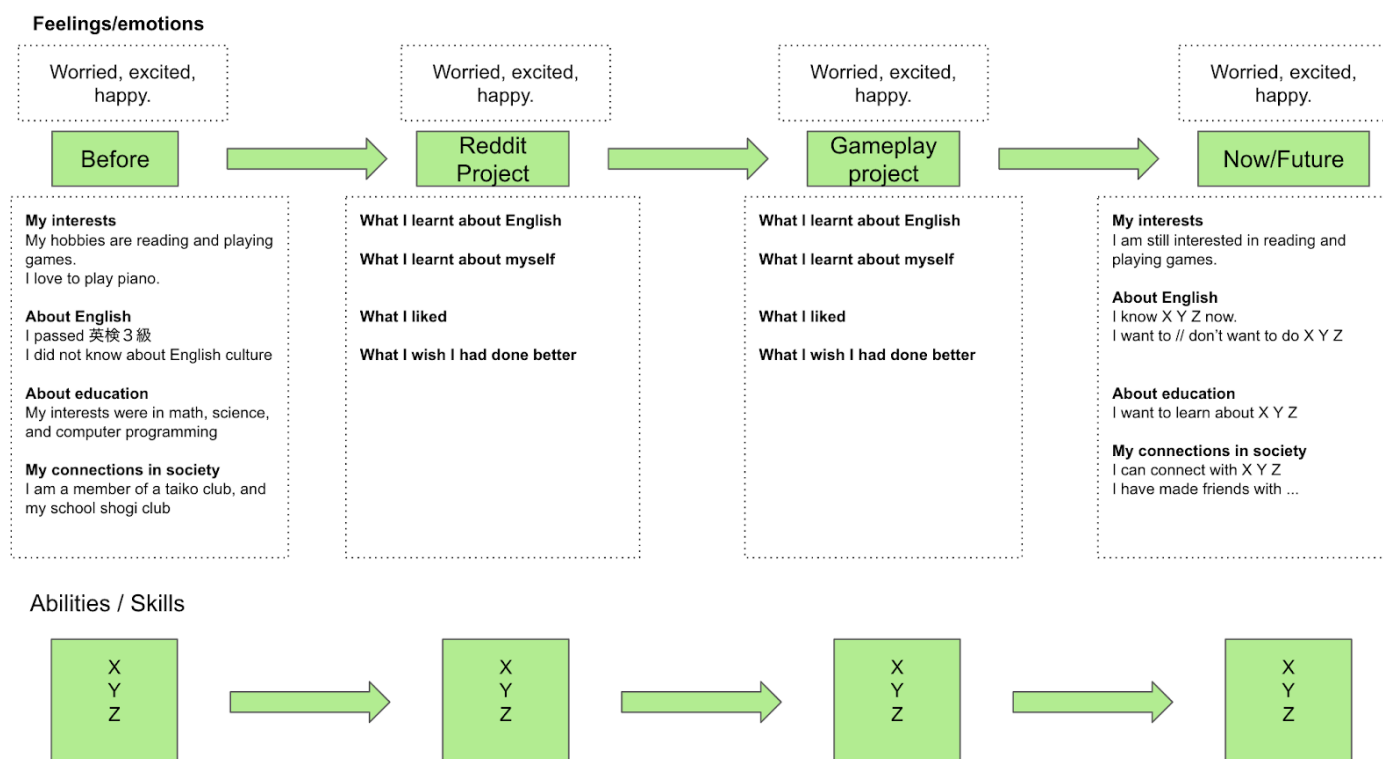 Feelings/emotions
Worried, excited,
happy.
Worried, excited,
happy.
Worried, excited,
happy.
Worried, excited,
happy.
Before
Reddit
Project
Gameplay
project
Now/Future
My interests
My hobbies are reading and playing
games.
I love to play piano.
About English
I passed 英検３級
I did not know about English culture
About education
My interests were in math, science,
and computer programming
My connections in society
I am a member of a taiko club, and
my school shogi club
What I learnt about English
What I learnt about myself
What I liked
What I wish I had done better
What I learnt about English
What I learnt about myself
What I liked
What I wish I had done better
My interests
I am still interested in reading and
playing games.
About English
I know X Y Z now.
I want to // don’t want to do X Y Z
About education
I want to learn about X Y Z
My connections in society
I can connect with X Y Z
I have made friends with ...
Abilities / Skills
X
Y
Z
X
Y
Z
X
Y
Z
X
Y
Z